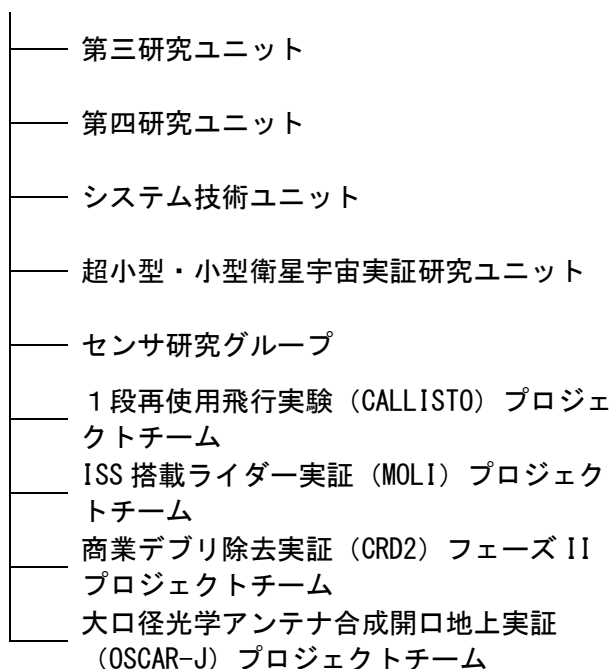 第三研究ユニット
第四研究ユニット
システム技術ユニット
超小型・小型衛星宇宙実証研究ユニット
センサ研究グループ
１段再使用飛行実験（CALLISTO）プロジェ
クトチーム
ISS 搭載ライダー実証（MOLI）プロジェク
トチーム
商業デブリ除去実証（CRD2）フェーズ II
プロジェクトチーム
大口径光学アンテナ合成開口地上実証
（OSCAR-J）プロジェクトチーム